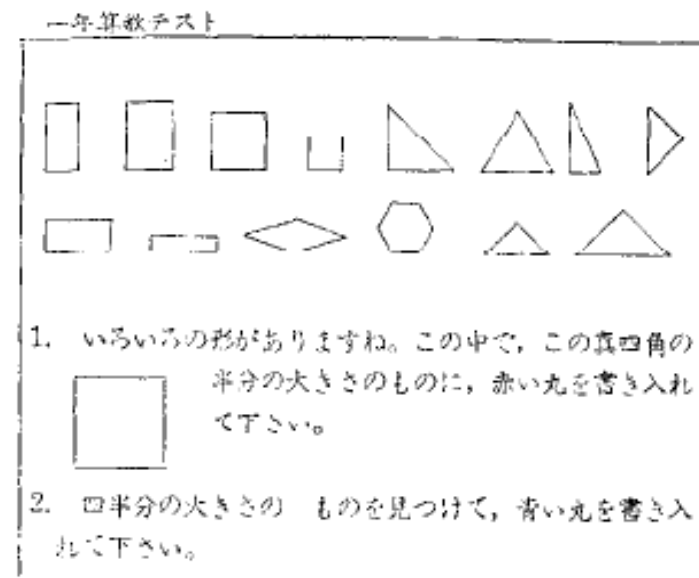 一年算数テスト
1. いろいろの形がありますね。この中で，この真四角の
半分の大きさのものに，赤い丸を書き入れ
て下さい。
2. 四半分の大きさの ものを見つけて，青い丸を書き入
れて下さい。